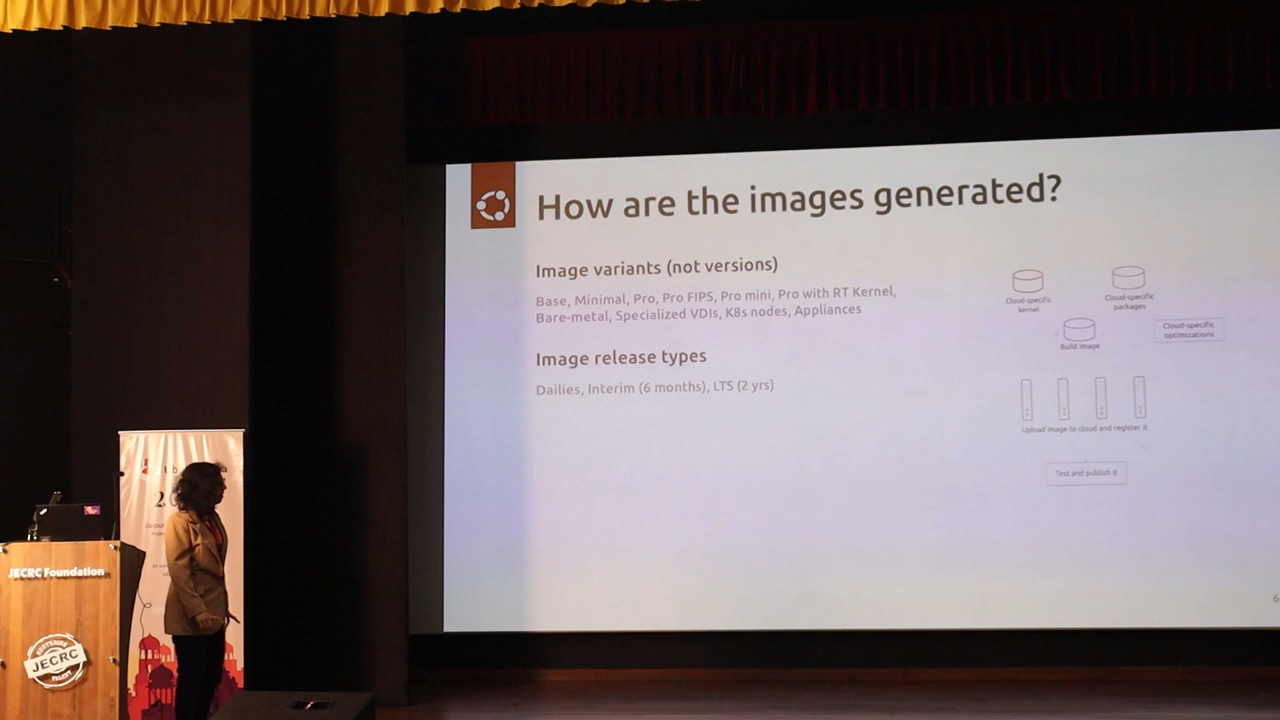 How are the images generated?
Image variants (not versions)
Base, Minimal, Pro, Pro FIPS, Pro mini, Pro with RT Kernel,
Bare-metal, Specialized VDIs, K8s nodes, Appliances
Image release types
Dailies, Interim (6 months), LTS (2 yrs)
Cloud-specific
kernel
Cloud-specific
packages
Build image
Cloud-specific
optimizations
Upload image to cloud and register it
Test and publish it
6
JECRC Foundation
FOSTERING
JECRC
TALENT